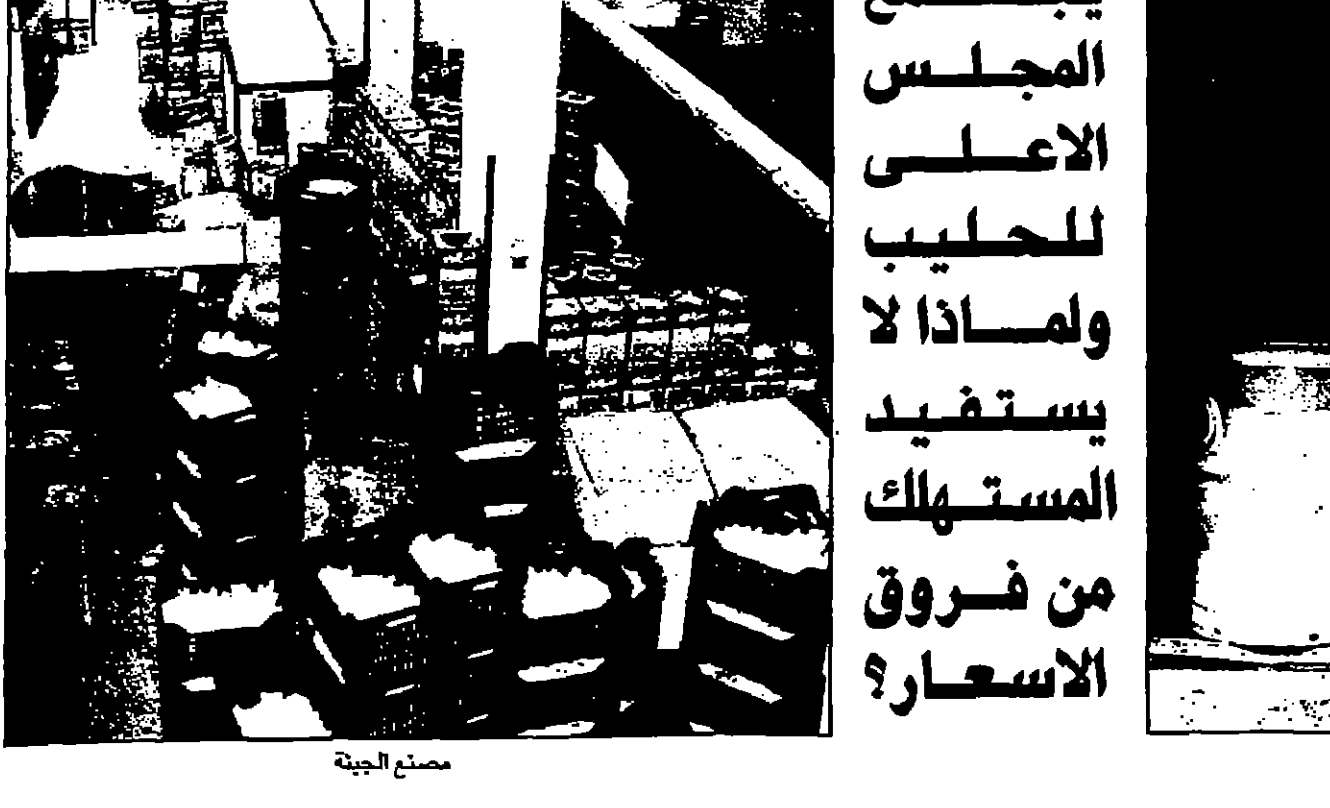 المجلس
الاعلى
للحليب
ولماذا لا
يستفيد
المستهلك
من فروق
الاسعار؟
مصنع الجبنة